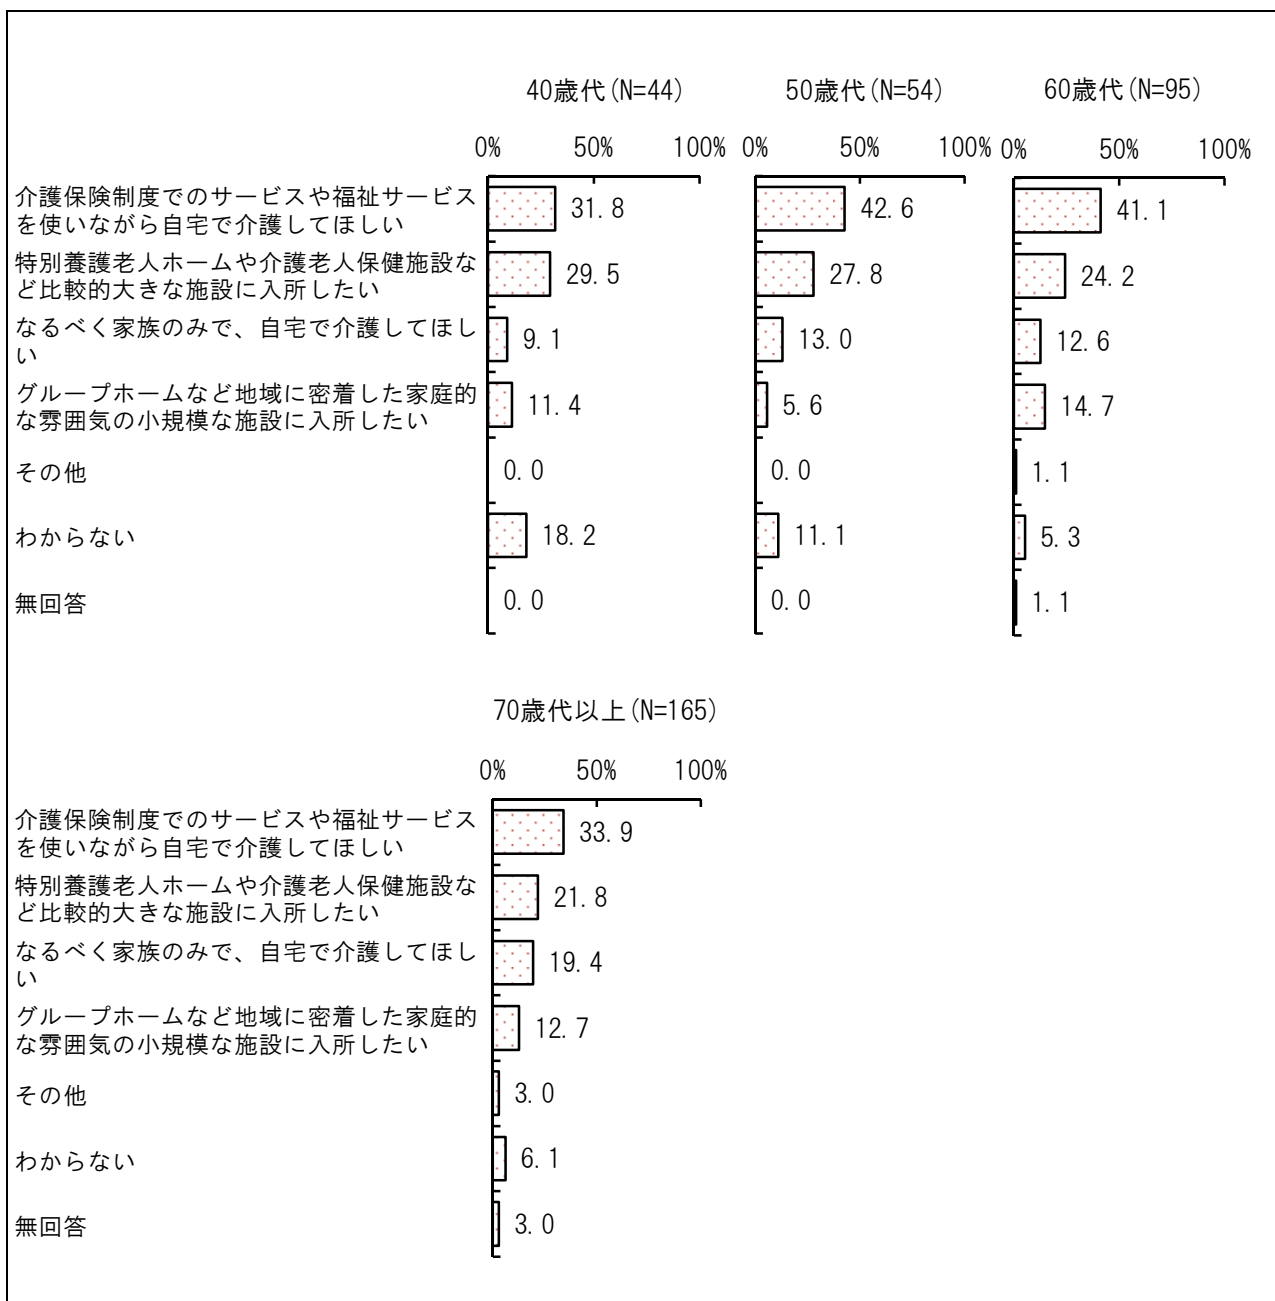 40歳代(N=44) 50歳代(N=54) 60歳代(N=95)
0% 50% 100% 0% 50% 100% 0% 50% 100%
介護保険制度でのサービスや福祉サービス
を使いながら自宅で介護してほしい
31.8 42.6 41.1
特別養護老人ホームや介護老人保健施設な
ど比較的大きな施設に入所したい
29.5 27.8 24.2
なるべく家族のみで、自宅で介護してほし
い
9.1 13.0 12.6
グループホームなど地域に密着した家庭的
な雰囲気の小規模な施設に入所したい
11.4 5.6 14.7
その他 0.0 0.0 1.1
わからない 18.2 11.1 5.3
無回答 0.0 0.0 1.1
70歳代以上(N=165)
0% 50% 100%
介護保険制度でのサービスや福祉サービス
を使いながら自宅で介護してほしい
33.9
特別養護老人ホームや介護老人保健施設な
ど比較的大きな施設に入所したい
21.8
なるべく家族のみで、自宅で介護してほし
い
19.4
グループホームなど地域に密着した家庭的
な雰囲気の小規模な施設に入所したい
12.7
その他 3.0
わからない 6.1
無回答 3.0